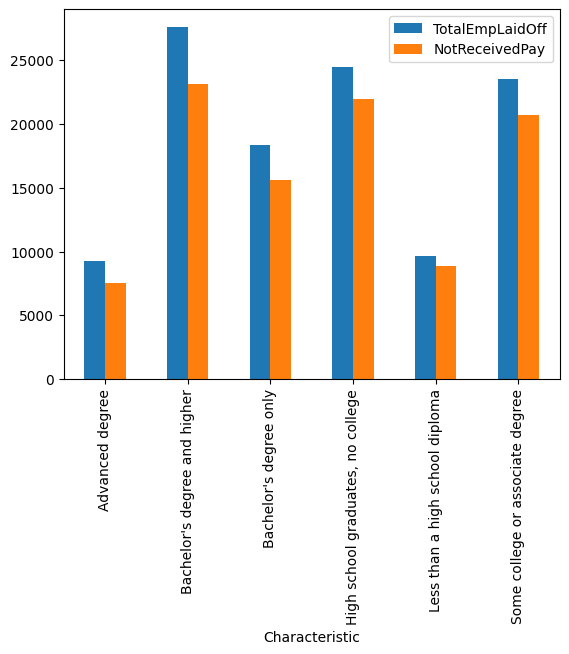 TotalEmpLaidOff
NotReceivedPay
25000
20000
15000
10000
5000
0
Advanced degree
Bachelor's degree and higher
Bachelor's degree only
High school graduates, no college
Less than a high school diploma
Some college or associate degree
Characteristic